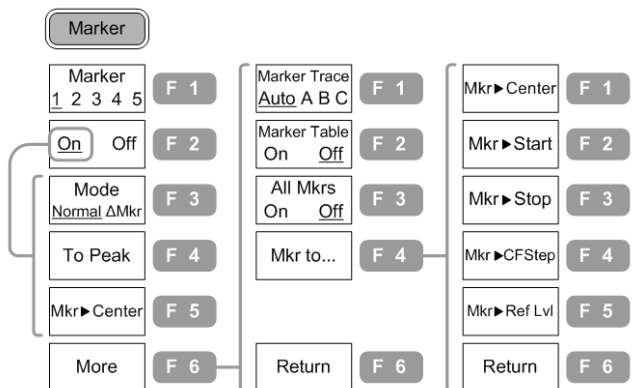 Marker
Marker
1 2 3 4 5
F 1
On Off
F 2
Mode
Normal ΔMkr
F 3
To Peak
F 4
Mkr▶Center
F 5
More
F 6
Marker Trace
Auto A B C
F 1
Marker Table
On Off
F 2
All Mkrs
On Off
F 3
Mkr to...
F 4
Return
F 6
Mkr▶Center
F 1
Mkr▶Start
F 2
Mkr▶Stop
F 3
Mkr▶CFStep
F 4
Mkr▶Ref Lvl
F 5
Return
F 6